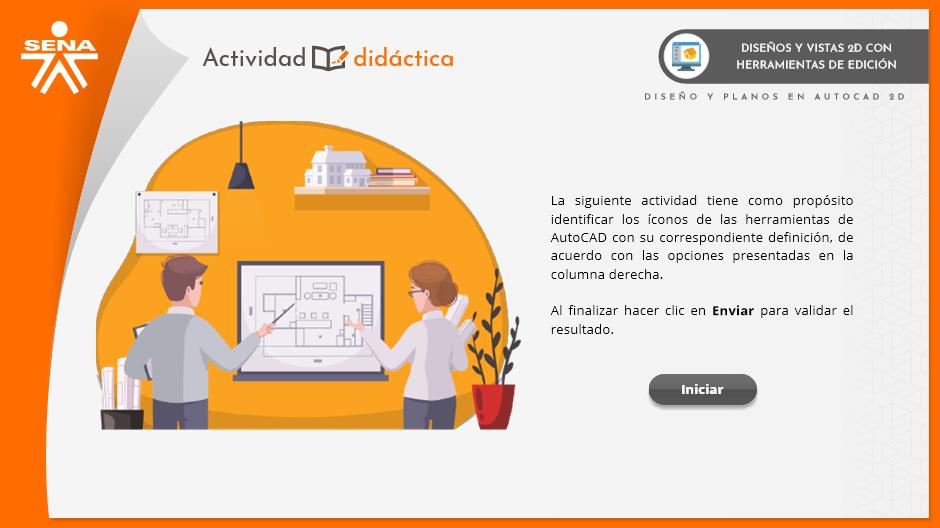 SENA
Actividad didáctica
DISEÑOS Y VISTAS 2D CON
HERRAMIENTAS DE EDICIÓN
DISEÑO Y PLANOS EN AUTOCAD 2D
La siguiente actividad tiene como propósito
identificar los íconos de las herramientas de
AutoCAD con su correspondiente definición, de
acuerdo con las opciones presentadas en la
columna derecha.
Al finalizar hacer clic en Enviar para validar el
resultado.
Iniciar